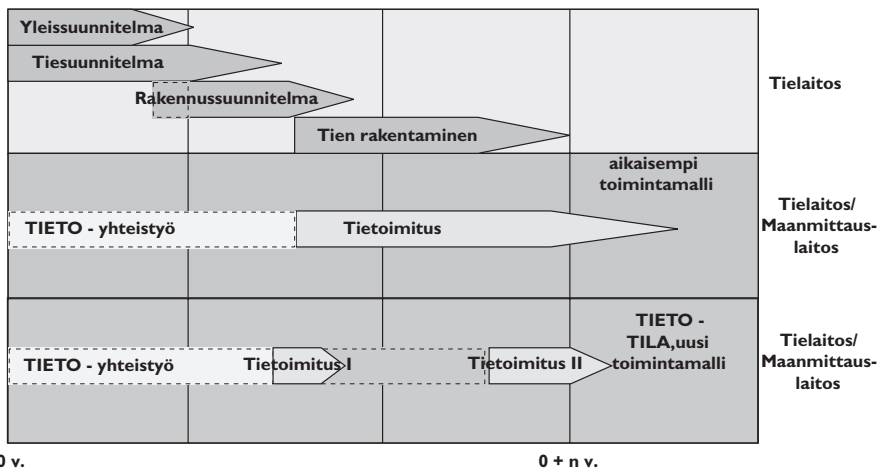 Yleissuunnitelma
Tiesuunnitelma
Rakennussuunnitelma
Tien rakentaminen
Tielaitos
aikaisempi
toimintamalli
TIETO - yhteistyö
Tietoimitus
Tielaitos/
Maanmittaus-
laitos
TIETO - yhteistyö
Tietoimitus I
Tietoimitus II
TIETO -
TILA,uusi
toimintamalli
Tielaitos/
Maanmittaus-
laitos
0 v.
0 + n v.